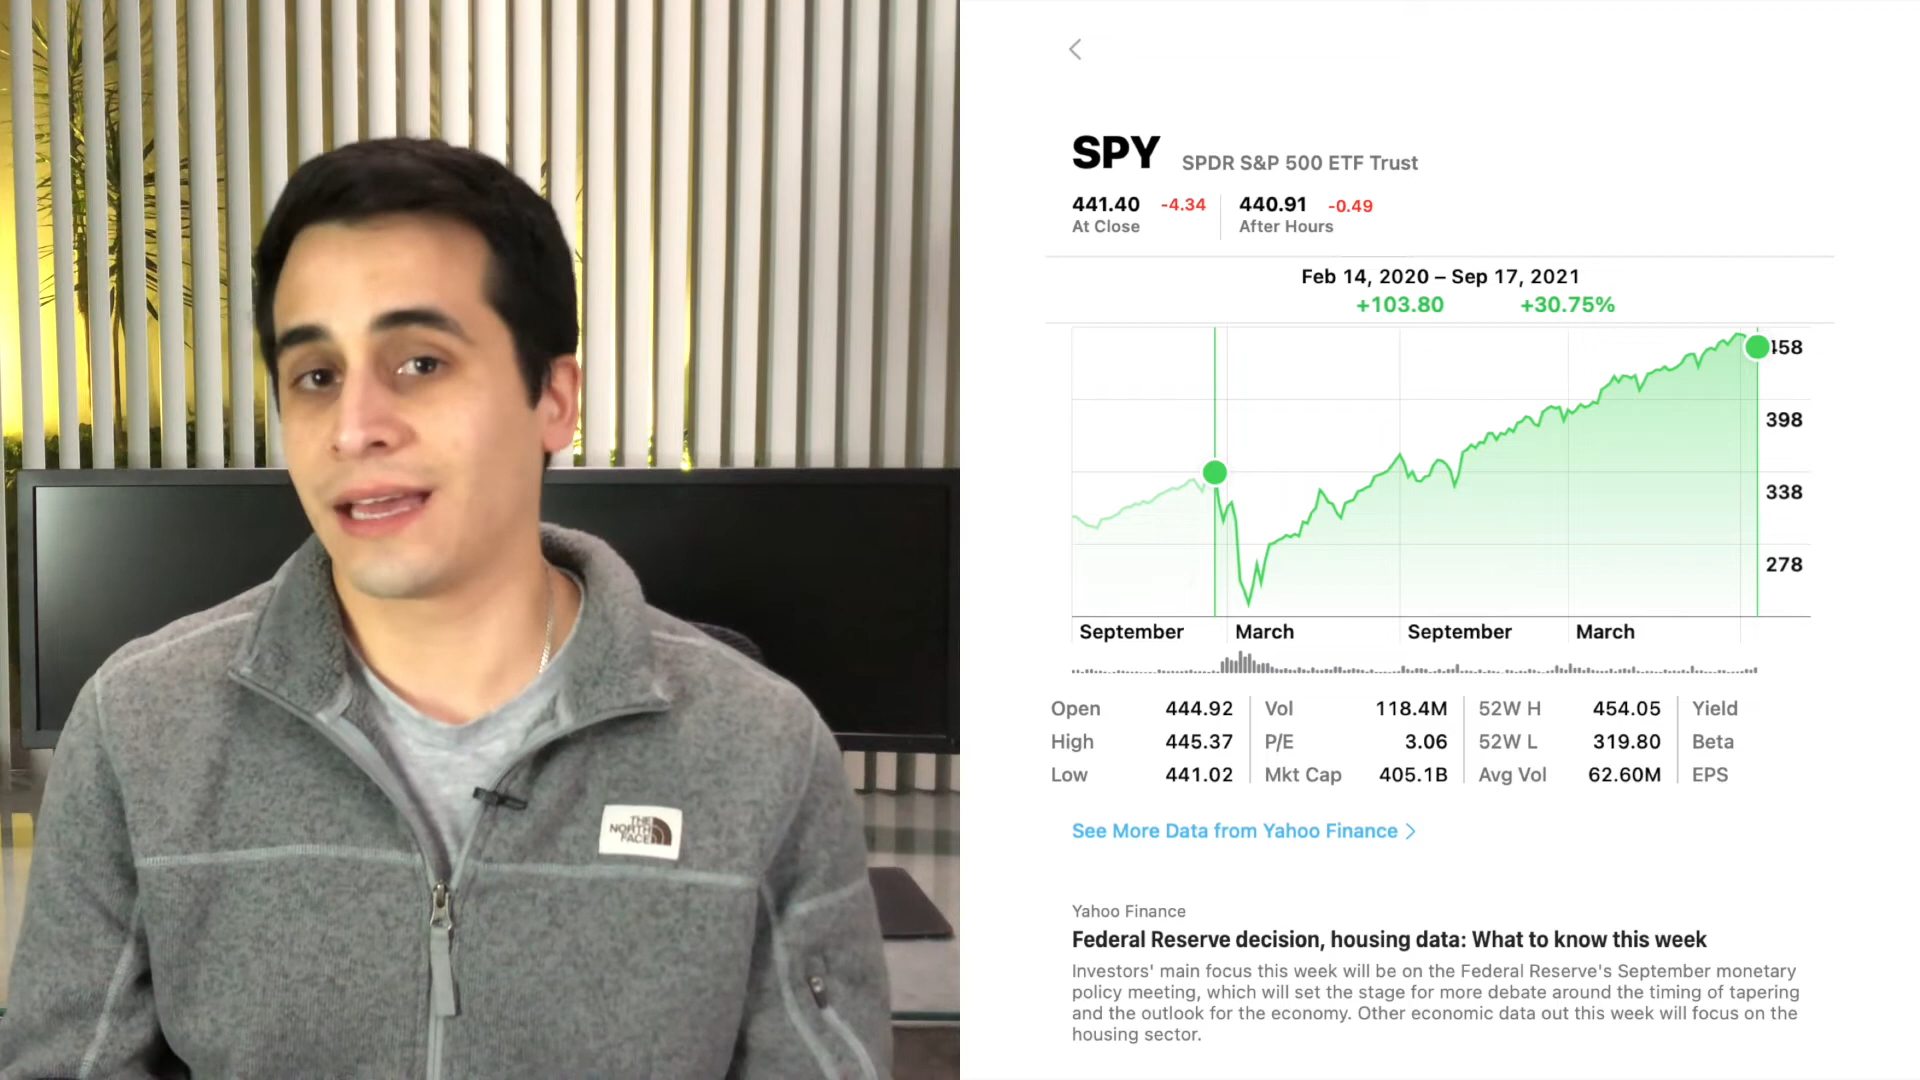 THE
NORTH
FACE
SPY SPDR S&P 500 ETF Trust
441.40 -4.34 440.91 -0.49
At Close After Hours
Feb 14, 2020 – Sep 17, 2021
+103.80 +30.75%
458
398
338
278
September March September March
Open 444.92 Vol 118.4M 52W H 454.05 Yield
High 445.37 P/E 3.06 52W L 319.80 Beta
Low 441.02 Mkt Cap 405.1B Avg Vol 62.60M EPS
See More Data from Yahoo Finance >
Yahoo Finance
Federal Reserve decision, housing data: What to know this week
Investors' main focus this week will be on the Federal Reserve's September monetary
policy meeting, which will set the stage for more debate around the timing of tapering
and the outlook for the economy. Other economic data out this week will focus on the
housing sector.